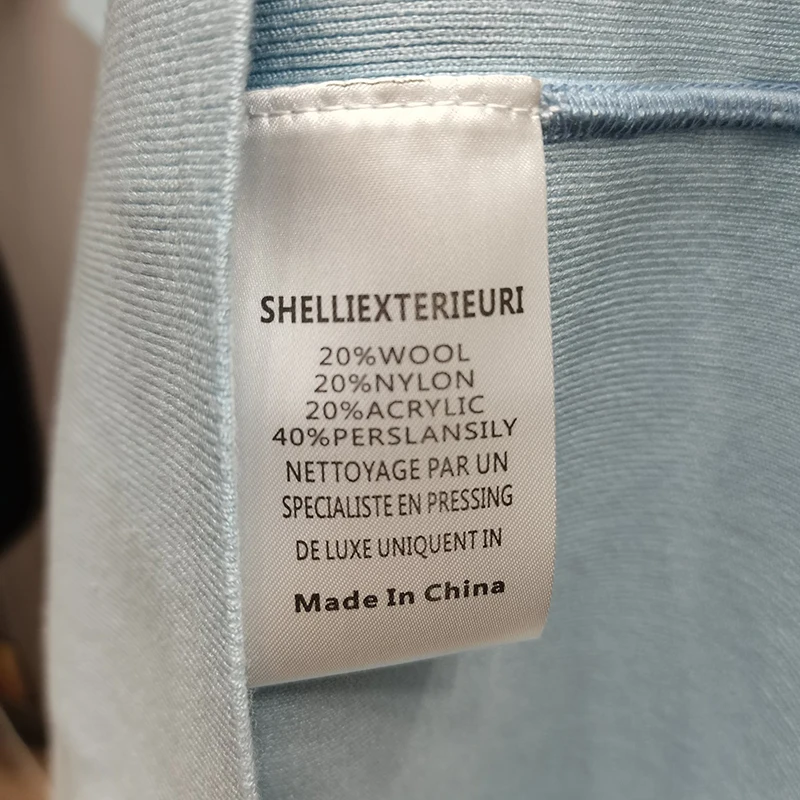 SHELLIEXTERIEURI
20%WOOL
20%NYLON
20%ACRYLIC
40%PERSLANSILY
NETTOYAGE PAR UN
SPECIALISTE EN PRESSING
DE LUXE UNIQUENT IN
Made In China